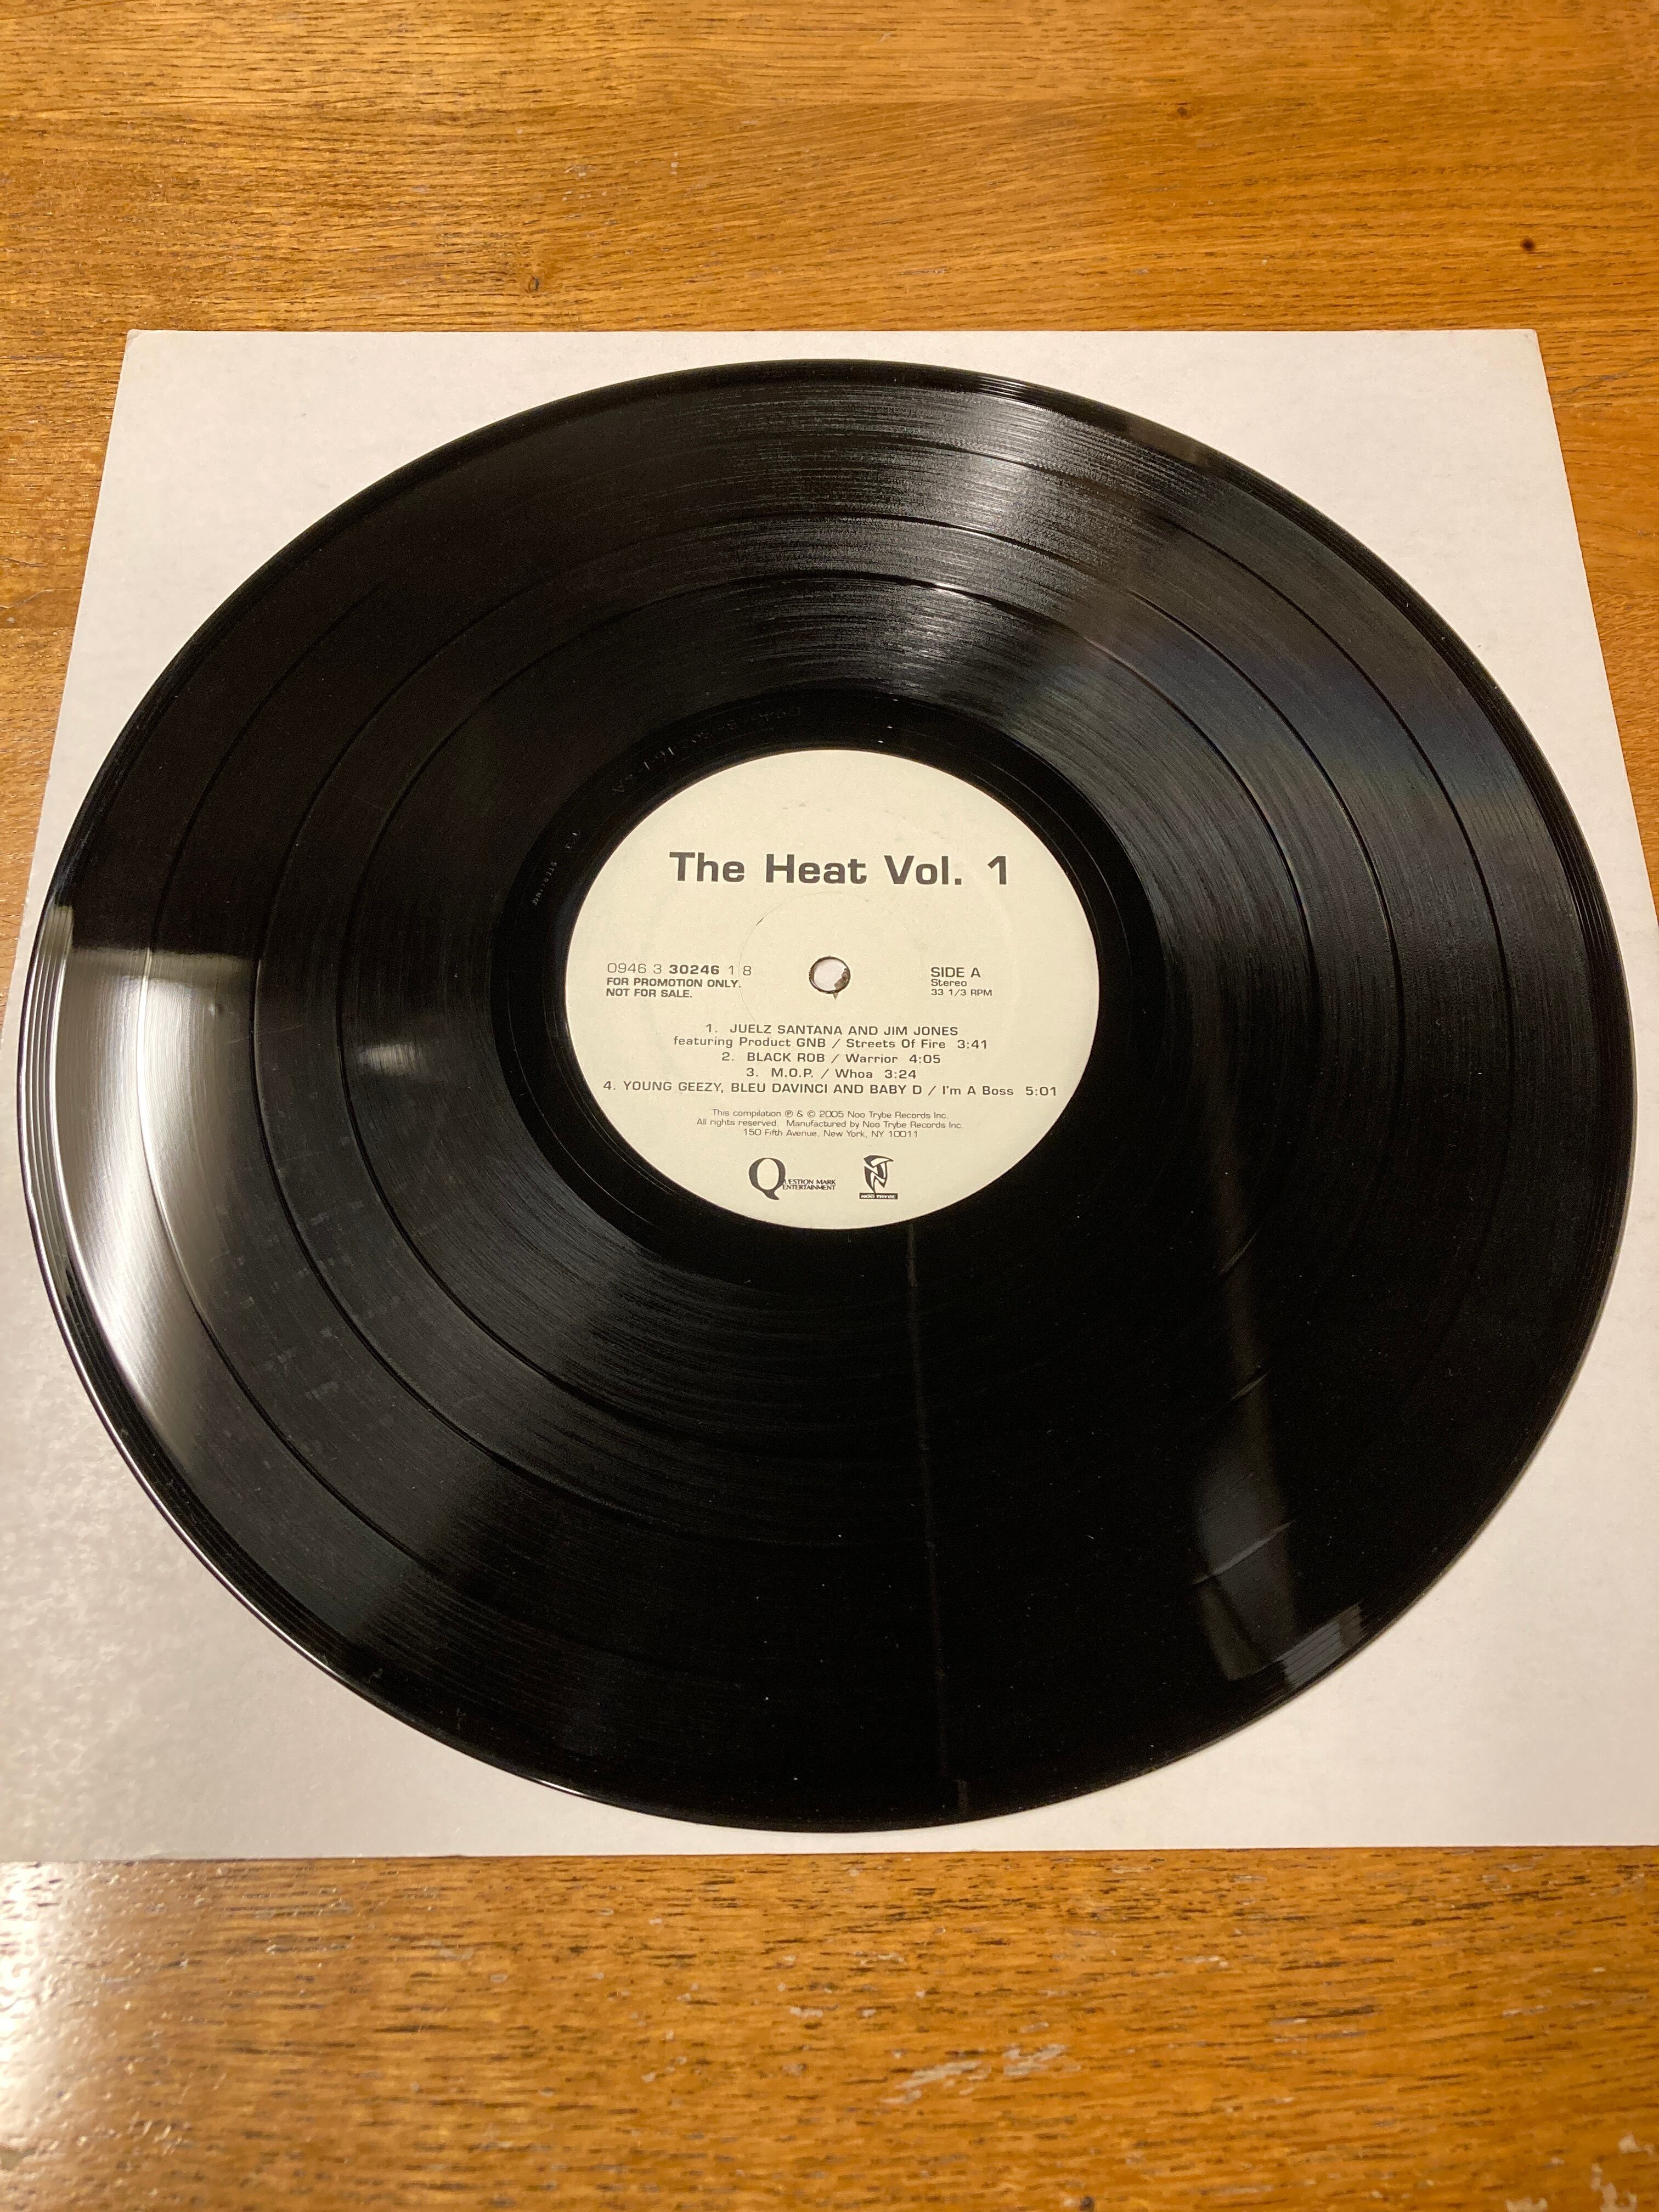 The Heat Vol. 1
0946 3 30246 1 8
FOR PROMOTION ONLY.
NOT FOR SALE.
SIDE A
Stereo
33 1/3 RPM
1. JUELZ SANTANA AND JIM JONES
featuring Product GNB / Streets Of Fire 3:41
2. BLACK ROB / Warrior 4:05
3. M.O.P. / Whoa 3:24
4. YOUNG GEEZY, BLEU DAVINCI AND BABY D / I'm A Boss 5:01
This compilation ℗ & © 2005 Noo Trybe Records Inc.
All rights reserved. Manufactured by Noo Trybe Records Inc.
150 Fifth Avenue, New York, NY 10011
QUESTION MARK
ENTERTAINMENT
NOO TRYBE